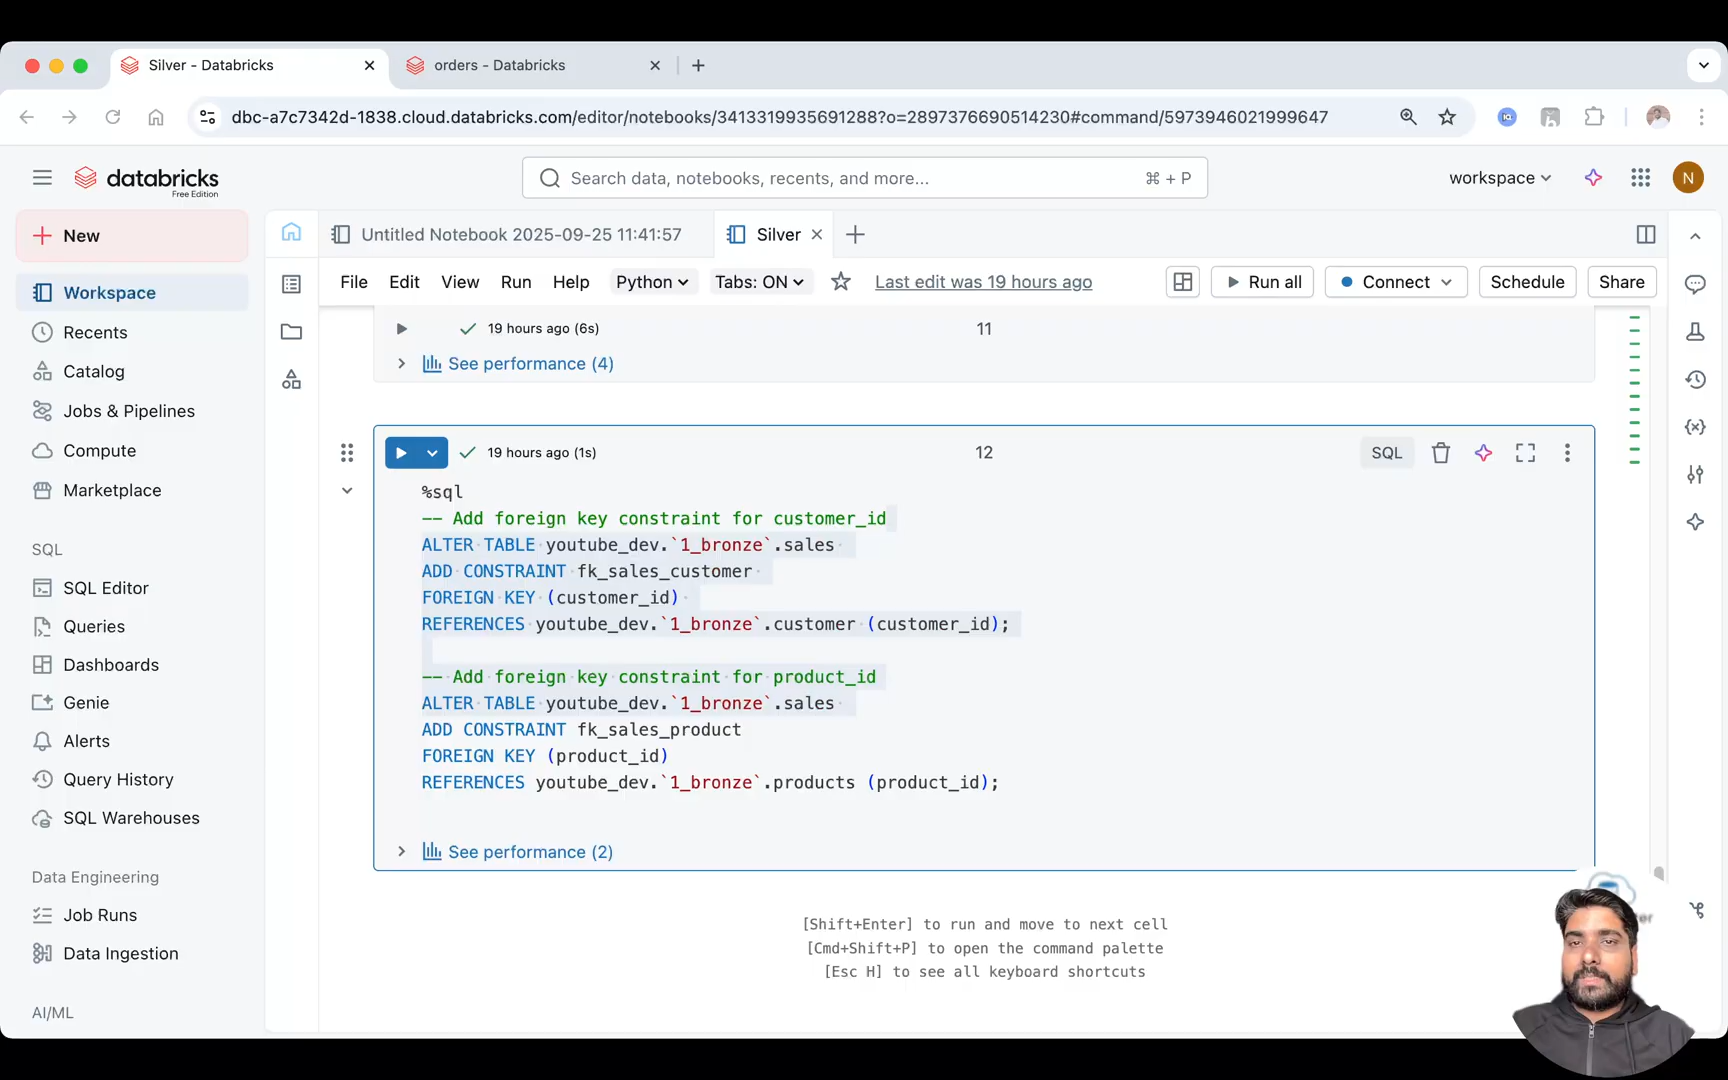 Silver - Databricks
orders - Databricks
dbc-a7c7342d-1838.cloud.databricks.com/editor/notebooks/3413319935691288?o=2897376690514230#command/5973946021999647
databricks
Free Edition
Search data, notebooks, recents, and more...
⌘ + P
workspace
N
New
Workspace
Recents
Catalog
Jobs & Pipelines
Compute
Marketplace
SQL
SQL Editor
Queries
Dashboards
Genie
Alerts
Query History
SQL Warehouses
Data Engineering
Job Runs
Data Ingestion
AI/ML
Untitled Notebook 2025-09-25 11:41:57
Silver
File Edit View Run Help Python Tabs: ON Last edit was 19 hours ago
Run all
Connect
Schedule
Share
19 hours ago (6s)
11
See performance (4)
19 hours ago (1s)
12
SQL
%sql
-- Add foreign key constraint for customer_id
ALTER TABLE youtube_dev.`1_bronze`.sales
ADD CONSTRAINT fk_sales_customer
FOREIGN KEY (customer_id)
REFERENCES youtube_dev.`1_bronze`.customer (customer_id);
-- Add foreign key constraint for product_id
ALTER TABLE youtube_dev.`1_bronze`.sales
ADD CONSTRAINT fk_sales_product
FOREIGN KEY (product_id)
REFERENCES youtube_dev.`1_bronze`.products (product_id);
See performance (2)
[Shift+Enter] to run and move to next cell
[Cmd+Shift+P] to open the command palette
[Esc H] to see all keyboard shortcuts